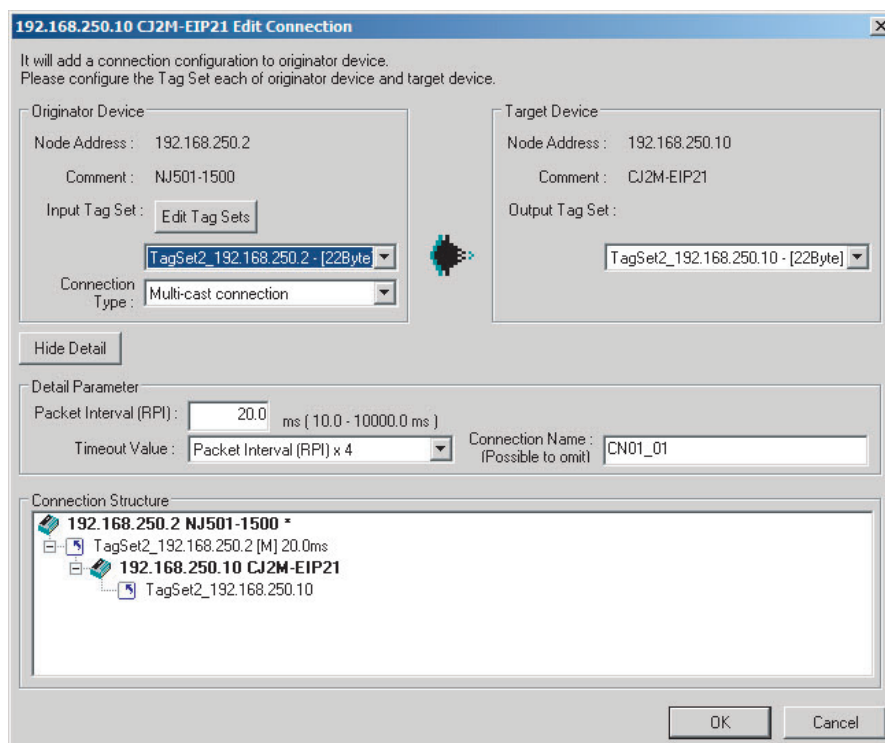 192.168.250.10 CJ2M-EIP21 Edit Connection
It will add a connection configuration to originator device.
Please configure the Tag Set each of originator device and target device.
Originator Device
Node Address : 192.168.250.2
Comment : NJ501-1500
Input Tag Set : Edit Tag Sets
TagSet2_192.168.250.2 - [22Byte]
Connection Type : Multi-cast connection
Target Device
Node Address : 192.168.250.10
Comment : CJ2M-EIP21
Output Tag Set :
TagSet2_192.168.250.10 - [22Byte]
Hide Detail
Detail Parameter
Packet Interval (RPI) : 20.0 ms ( 10.0 - 10000.0 ms )
Timeout Value : Packet Interval (RPI) x 4
Connection Name : (Possible to omit) CN01_01
Connection Structure
192.168.250.2 NJ501-1500 *
TagSet2_192.168.250.2 [M] 20.0ms
192.168.250.10 CJ2M-EIP21
TagSet2_192.168.250.10
OK Cancel